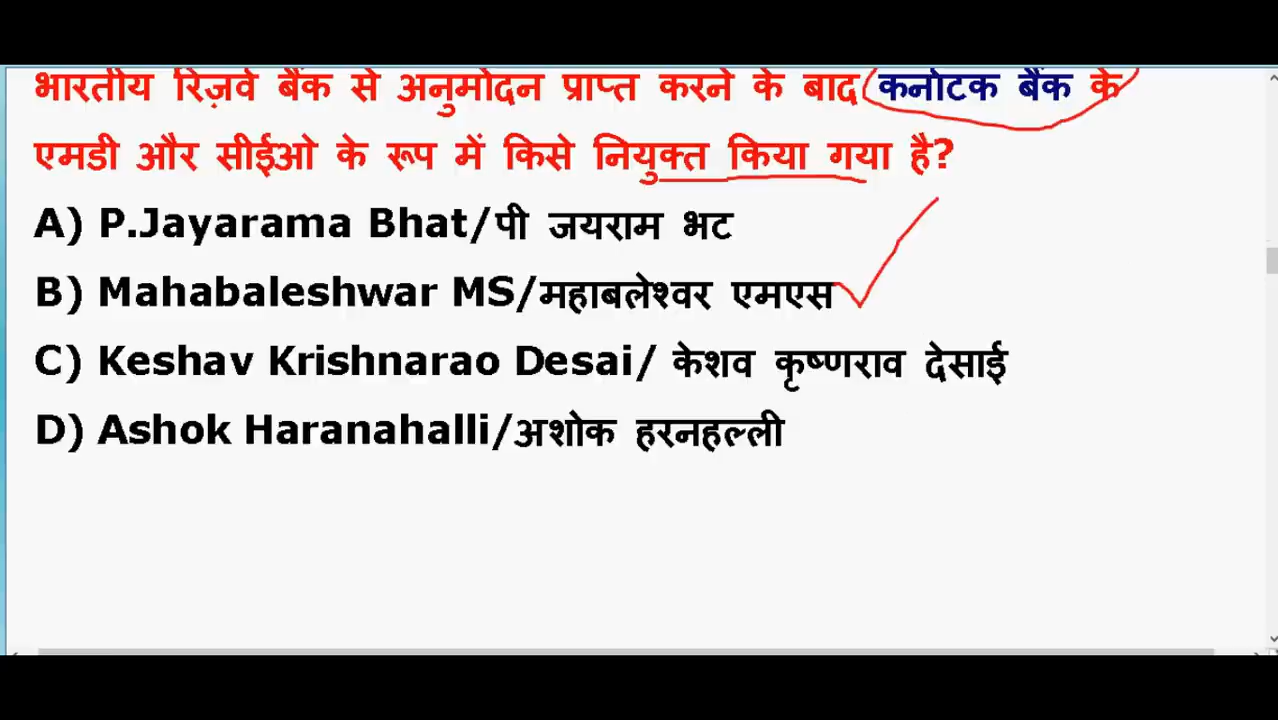 भारतीय रिज़र्व बैंक से अनुमोदन प्राप्त करने के बाद कर्नाटक बैंक के
एमडी और सीईओ के रूप में किसे नियुक्त किया गया है?
A) P.Jayarama Bhat/पी जयराम भट
B) Mahabaleshwar MS/महाबलेश्वर एमएस
C) Keshav Krishnarao Desai/ केशव कृष्णराव देसाई
D) Ashok Haranahalli/अशोक हरनहल्ली